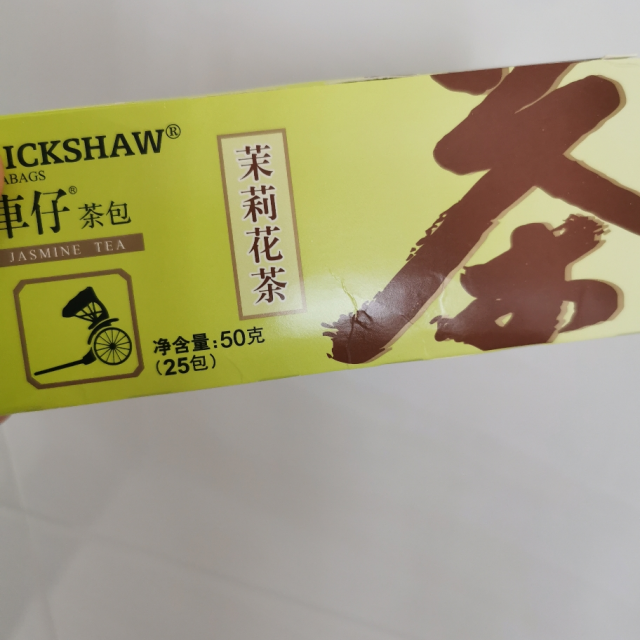 ICKSHAW®
BAGS
車仔® 茶包
JASMINE TEA
茉莉花茶
净含量:50克
(25包)
茶